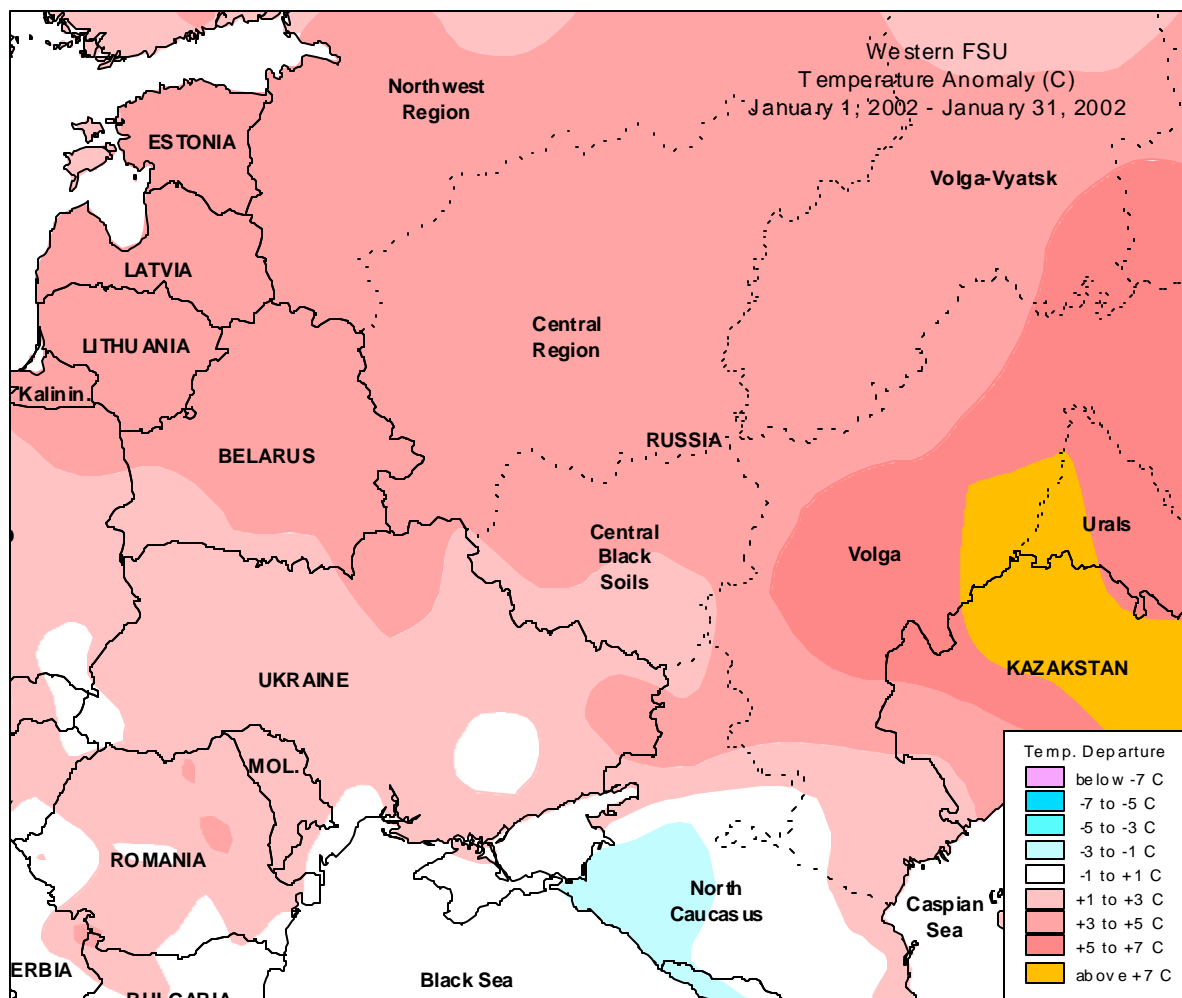 Western FSU
Temperature Anomaly (C)
January 1, 2002 - January 31, 2002
Northwest
Region
ESTONIA
Volga-Vyatsk
LATVIA
Central
Region
LITHUANIA
Kalinin.
RUSSIA
BELARUS
Central
Black
Soils
Urals
Volga
KAZAKSTAN
UKRAINE
MOL.
ROMANIA
North
Caucasus
Caspian
Sea
ERBIA
Black Sea
BULGARIA
Temp. Departure
below -7 C
-7 to -5 C
-5 to -3 C
-3 to -1 C
-1 to +1 C
+1 to +3 C
+3 to +5 C
+5 to +7 C
above +7 C